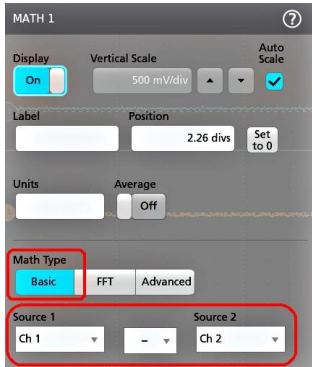 MATH 1 ?
Display Vertical Scale Auto Scale
On 500 mV/div
Label Position
2.26 divs Set to 0
Units Average
Off
Math Type
Basic FFT Advanced
Source 1 Source 2
Ch 1 - Ch 2